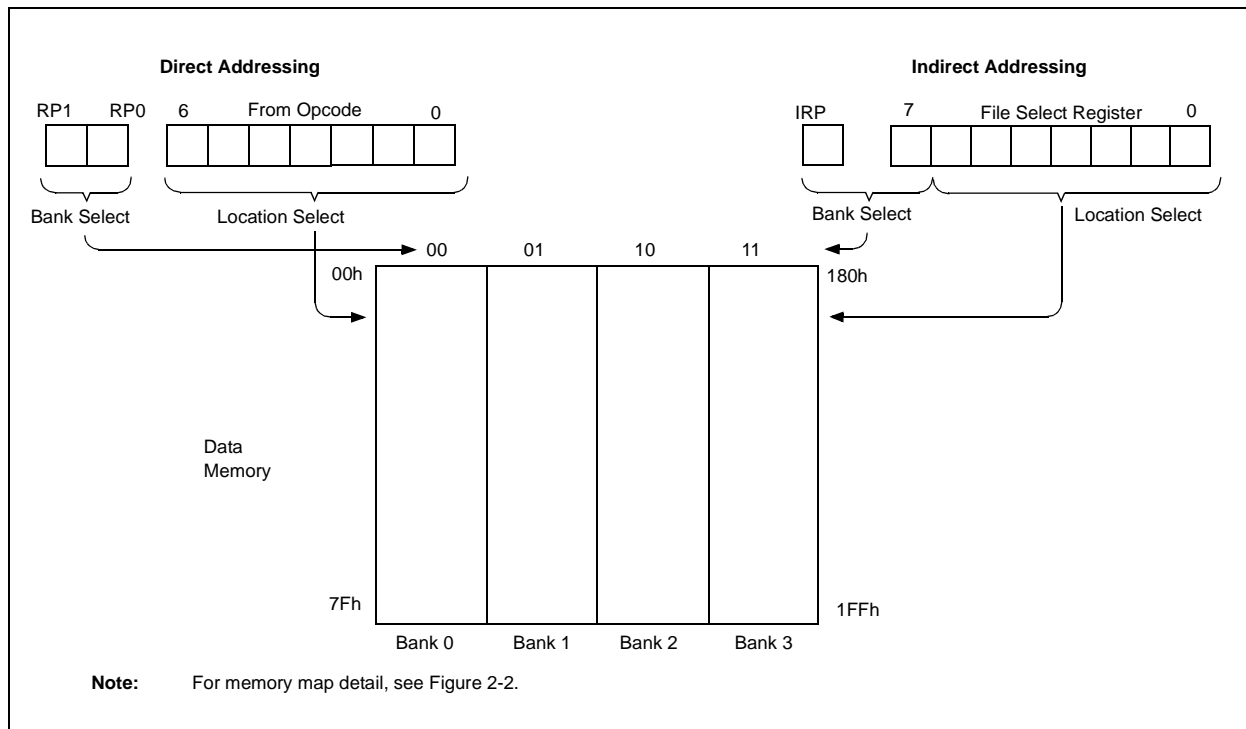 Direct Addressing
Indirect Addressing
RP1 RP0 6 From Opcode 0
IRP 7 File Select Register 0
Bank Select Location Select
Bank Select Location Select
00 01 10 11
00h 180h
Data
Memory
7Fh 1FFh
Bank 0 Bank 1 Bank 2 Bank 3
Note: For memory map detail, see Figure 2-2.